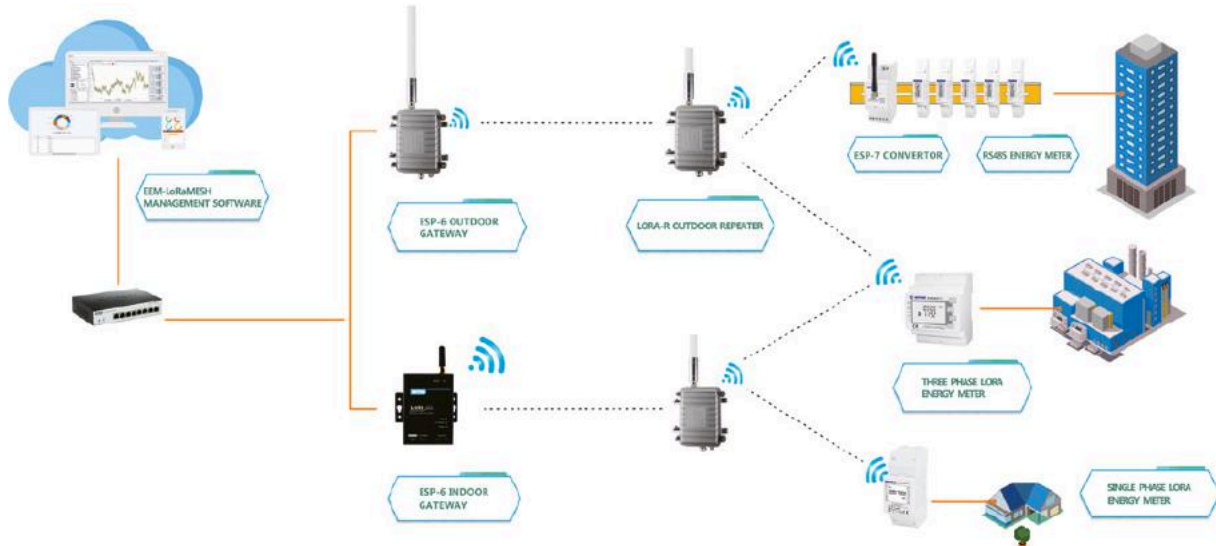 EEM-LoRaMESH
MANAGEMENT SOFTWARE
ESP-6 OUTDOOR
GATEWAY
LORA-R OUTDOOR REPEATER
ESP-7 CONVERTOR
RS485 ENERGY METER
THREE PHASE LORA
ENERGY METER
ESP-6 INDOOR
GATEWAY
SINGLE PHASE LORA
ENERGY METER